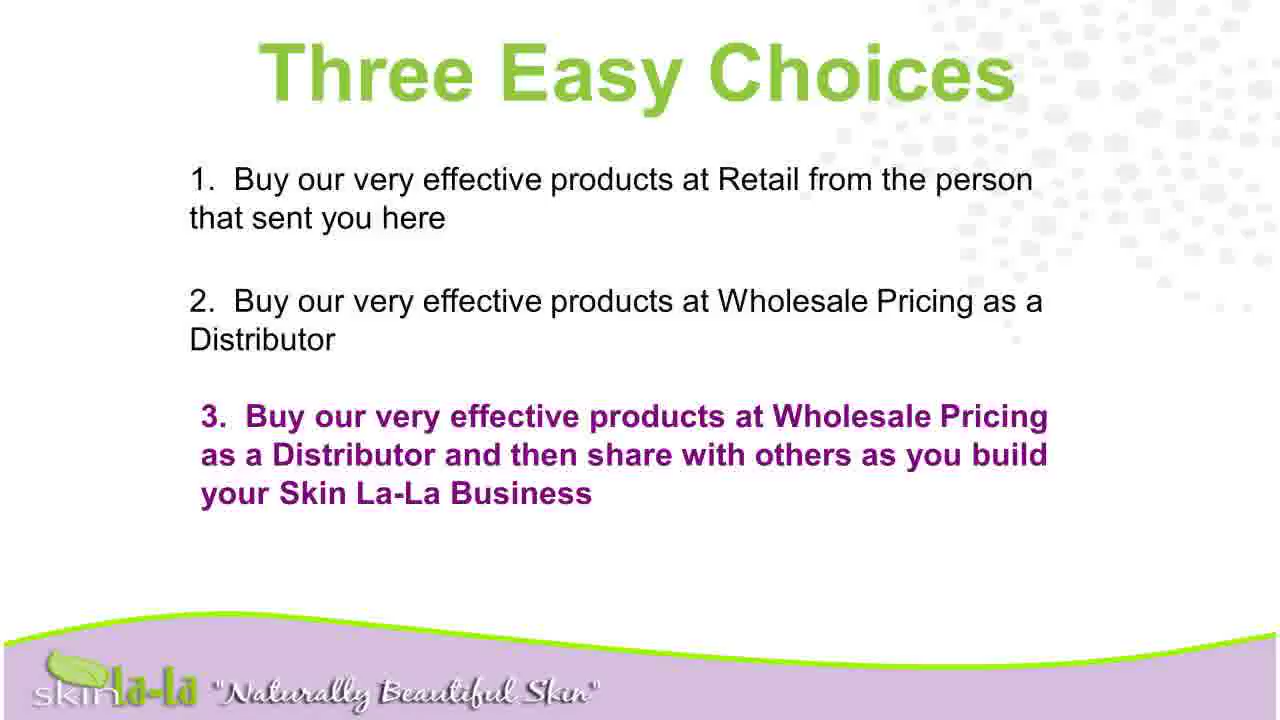 Three Easy Choices
1. Buy our very effective products at Retail from the person
that sent you here
2. Buy our very effective products at Wholesale Pricing as a
Distributor
3. Buy our very effective products at Wholesale Pricing
as a Distributor and then share with others as you build
your Skin La-La Business
skin la-la "Naturally Beautiful Skin"